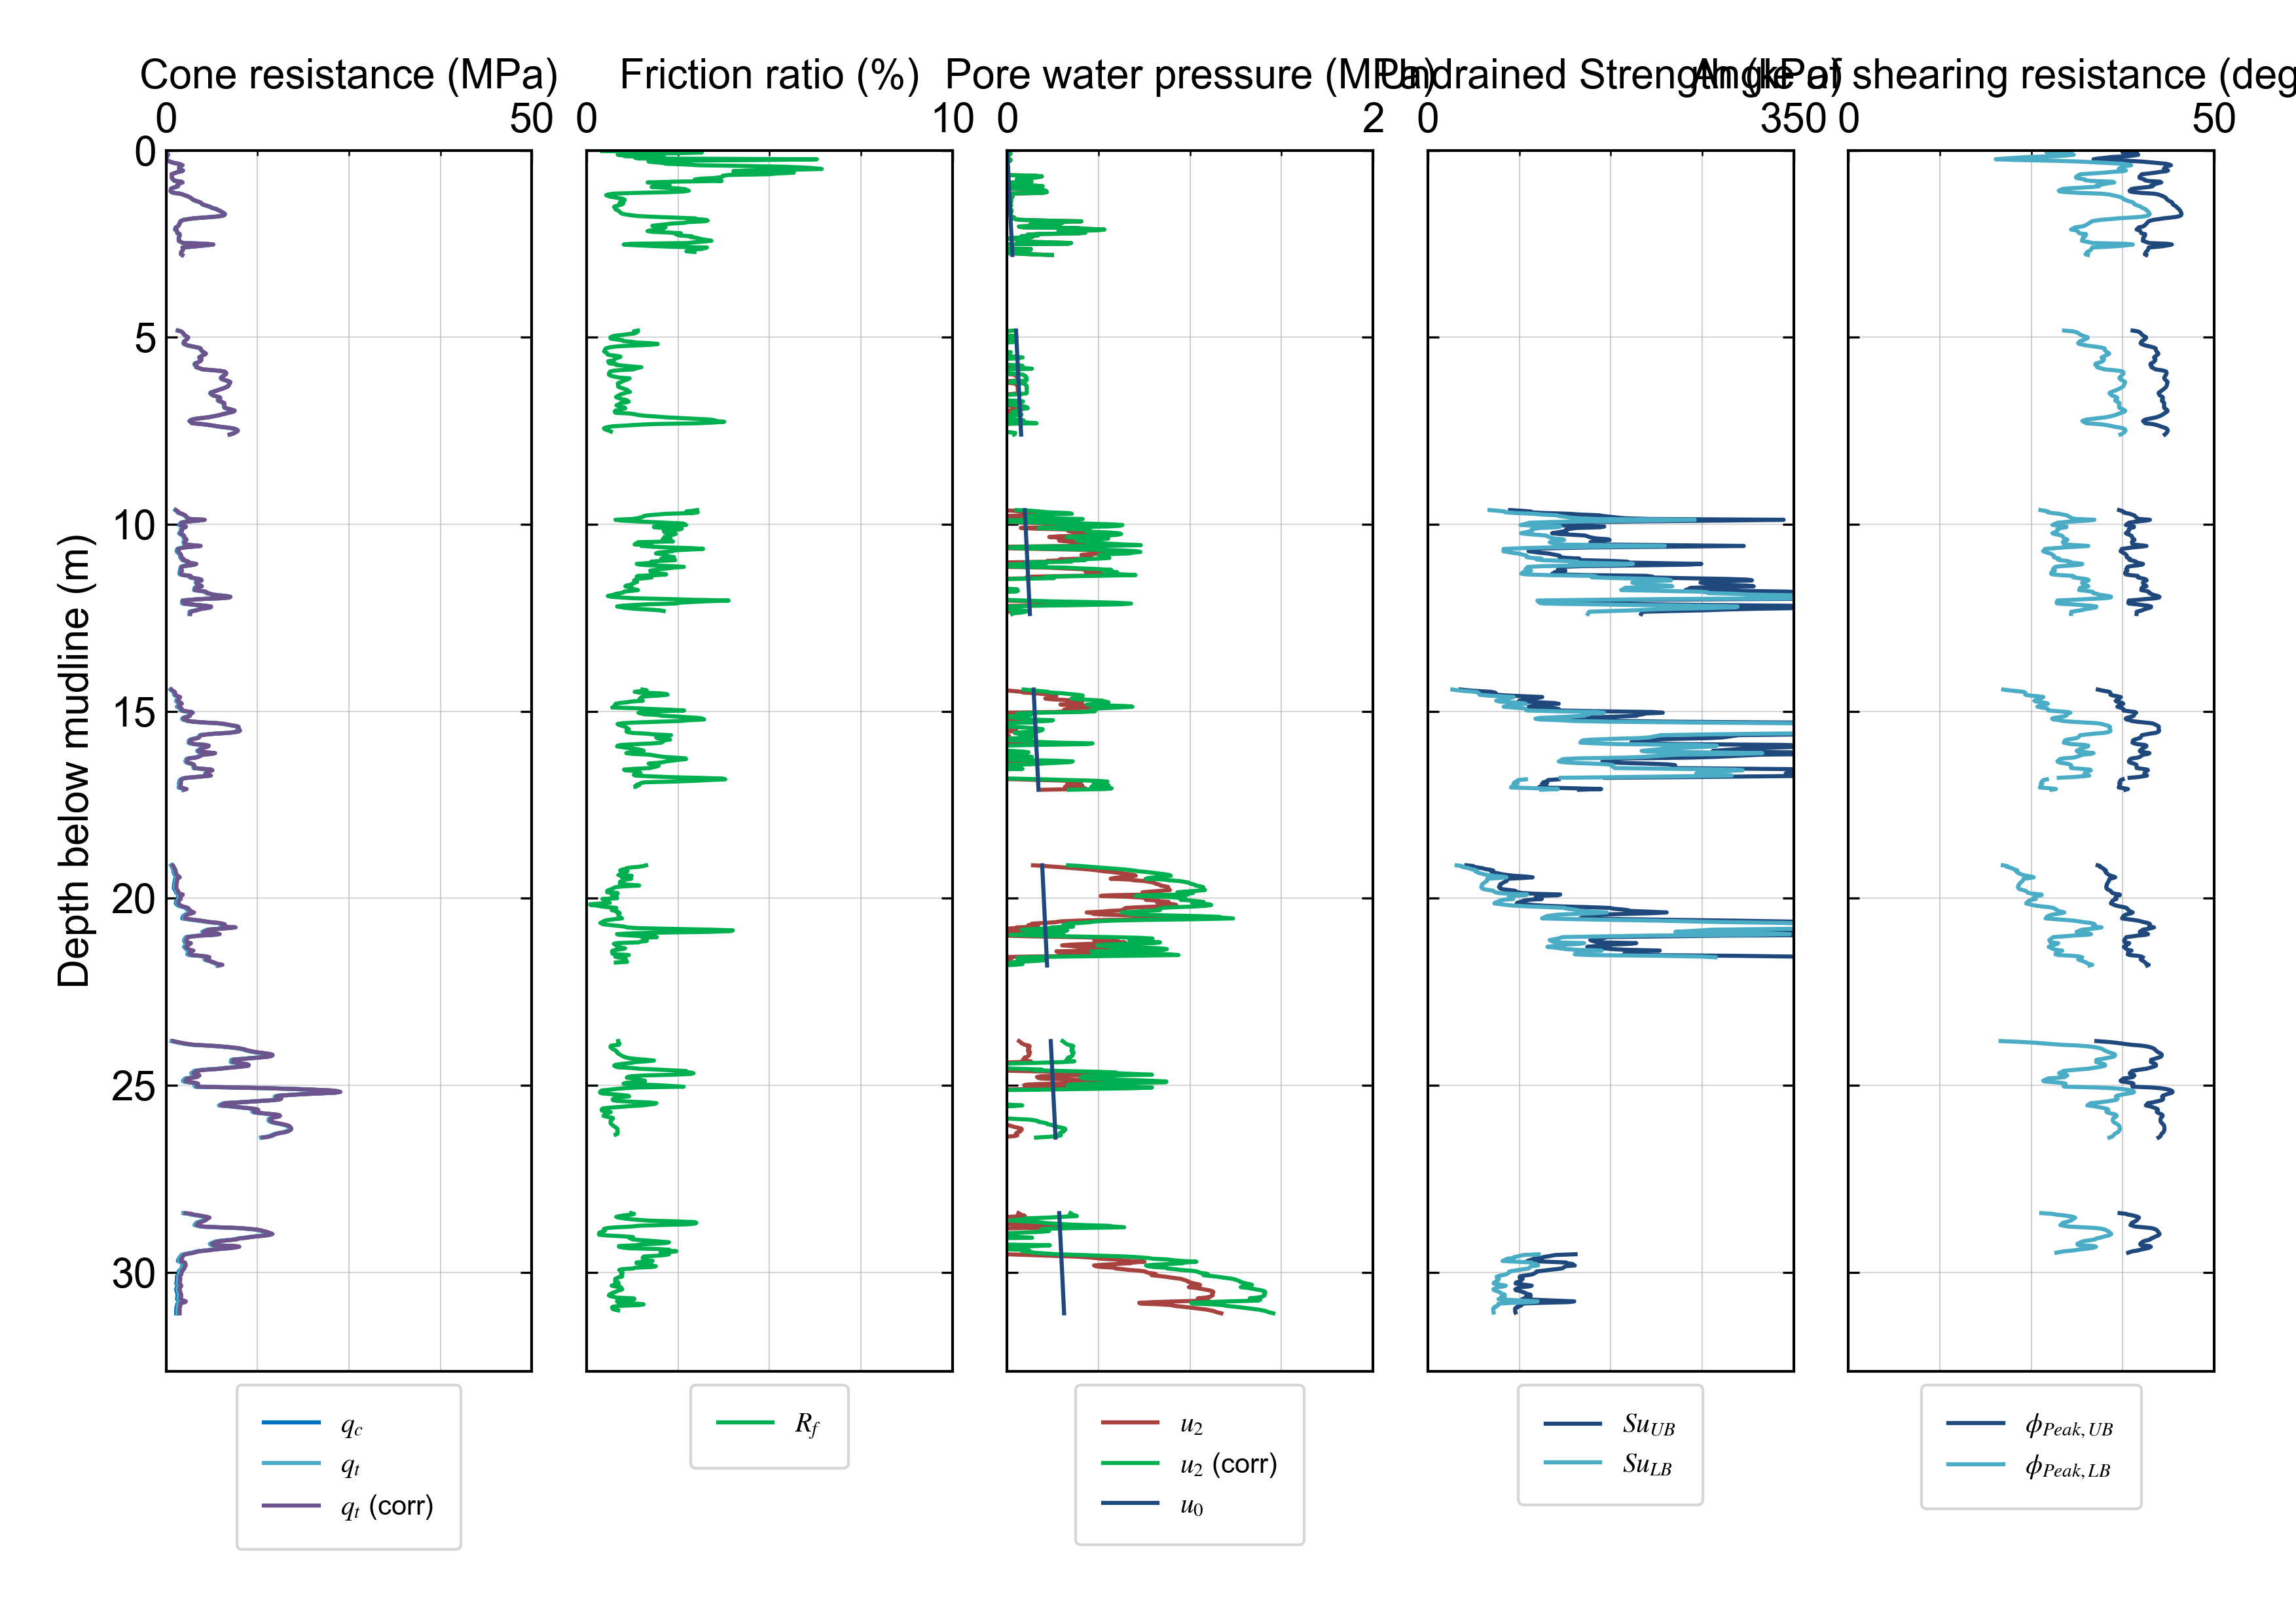 Cone resistance (MPa)
Friction ratio (%)
Pore water pressure (MPa)
Undrained Strength (kPa)
Angle of shearing resistance (deg
0 50
0 10
0 2
0 350
0 50
0
5
10
15
20
25
30
Depth below mudline (m)
q_c
q_t
q_t (corr)
R_f
u_2
u_2 (corr)
u_0
Su_UB
Su_LB
ϕ_Peak, UB
ϕ_Peak, LB